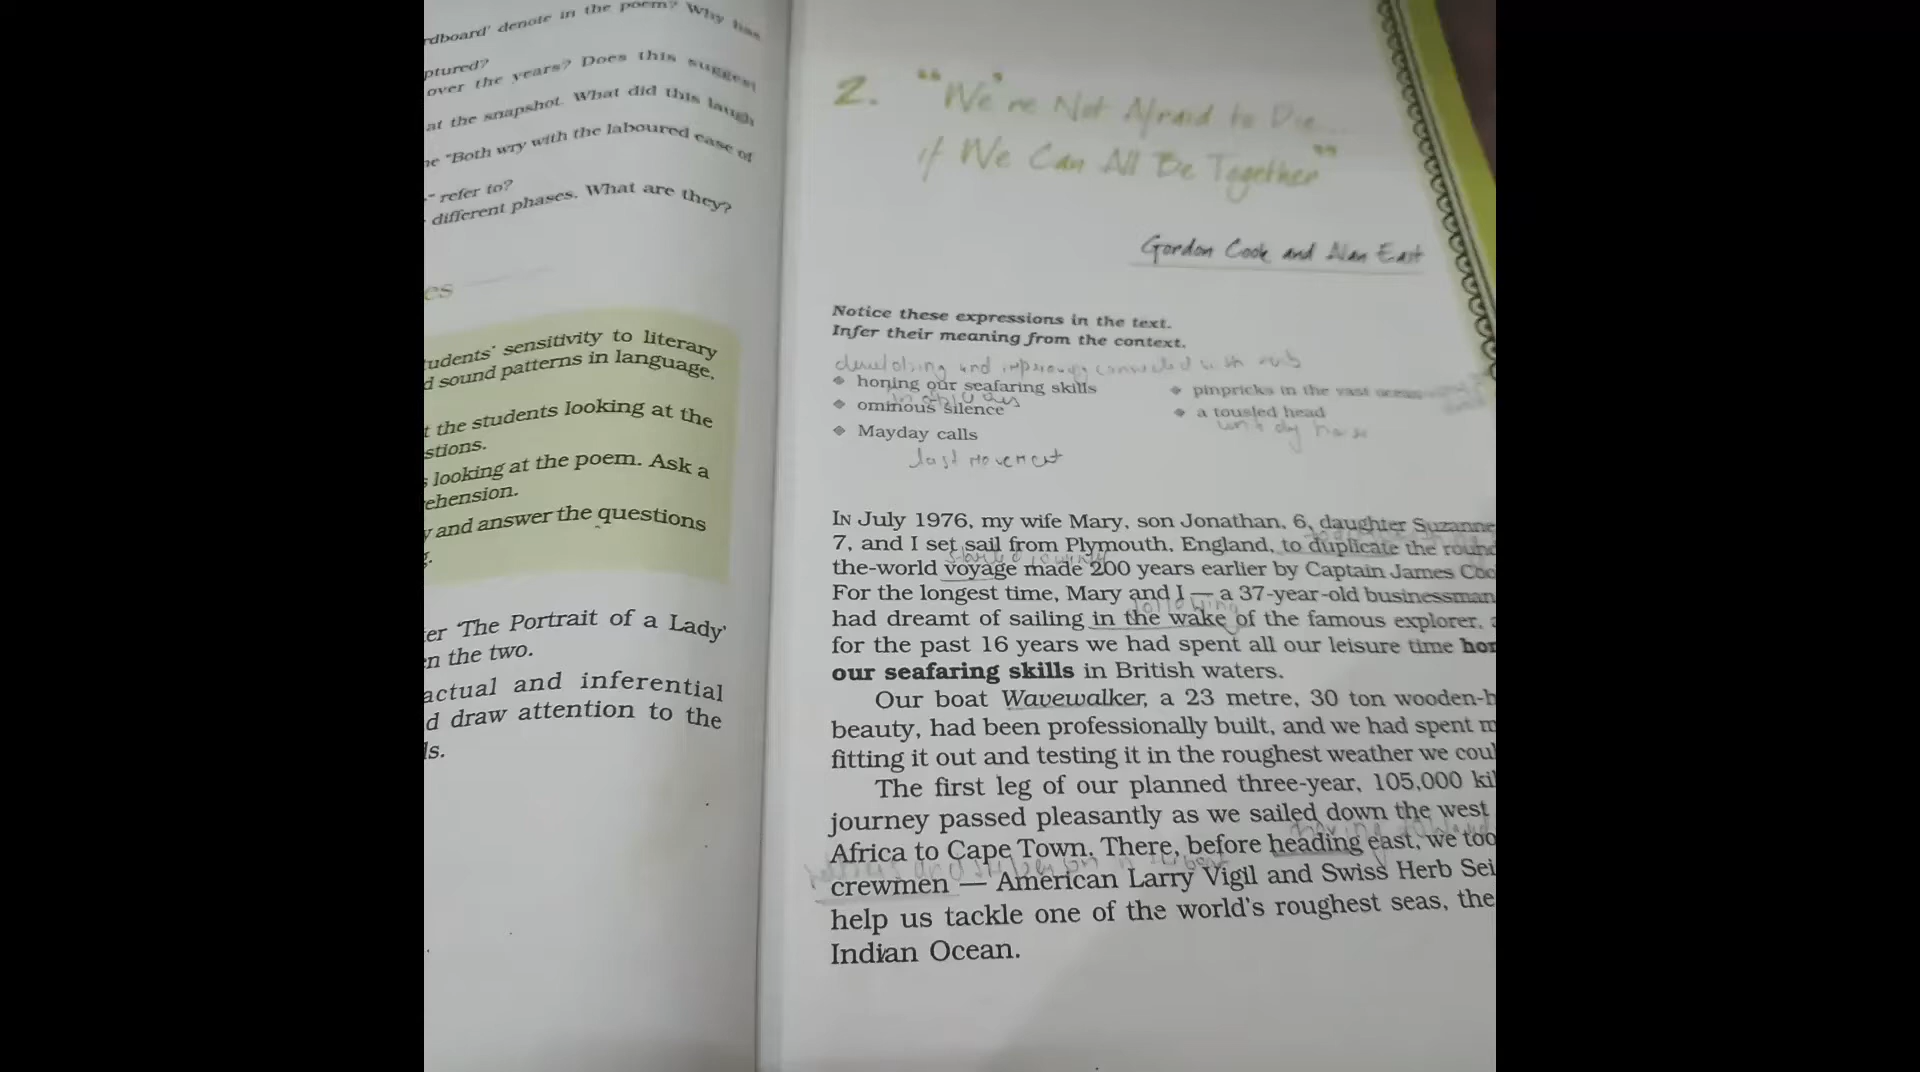 rdboard' denote in the poem? Why has
ptured?
over the years? Does this suggest
at the snapshot. What did this laugh
ne "Both wry with the laboured ease of
" refer to?
different phases. What are they?
es
tudents' sensitivity to literary
d sound patterns in language.
t the students looking at the
stions.
s looking at the poem. Ask a
ehension.
y and answer the questions
g.
ter 'The Portrait of a Lady'
en the two.
actual and inferential
d draw attention to the
ls.
2. "We're Not Afraid to Die...
if We Can All Be Together"
Gordon Cook and Alan East
Notice these expressions in the text.
Infer their meaning from the context.
and connected with
❖ honing our seafaring skills
❖ ominous silence
❖ Mayday calls
last movement
❖ pinpricks in the vast ocean
❖ a tousled head
IN July 1976, my wife Mary, son Jonathan, 6, daughter Suzanne
7, and I set sail from Plymouth, England, to duplicate the round
the-world voyage made 200 years earlier by Captain James Coo
For the longest time, Mary and I — a 37-year-old businessman
following
had dreamt of sailing in the wake of the famous explorer, a
for the past 16 years we had spent all our leisure time hon
our seafaring skills in British waters.
Our boat Wavewalker, a 23 metre, 30 ton wooden-h
beauty, had been professionally built, and we had spent m
fitting it out and testing it in the roughest weather we coul
The first leg of our planned three-year, 105,000 kil
journey passed pleasantly as we sailed down the west
Africa to Cape Town. There, before heading east, we too
crewmen — American Larry Vigil and Swiss Herb Sei
help us tackle one of the world's roughest seas, the
Indian Ocean.